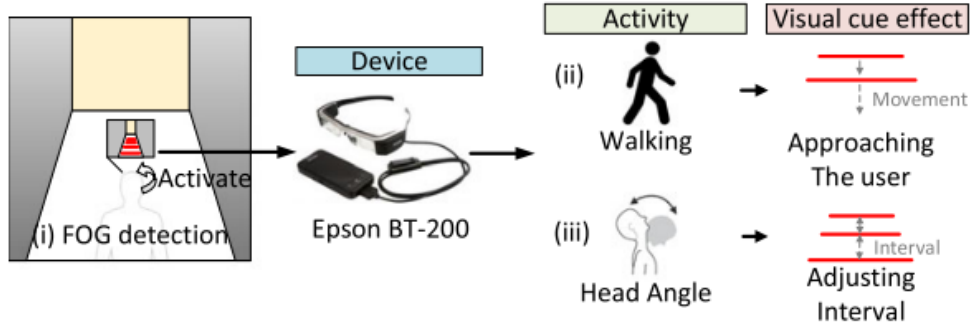 Activity
Visual cue effect
Device
(ii)
Movement
Walking
Approaching
The user
Activate
(i) FOG detection
Epson BT-200
(iii)
Interval
Head Angle
Adjusting
Interval